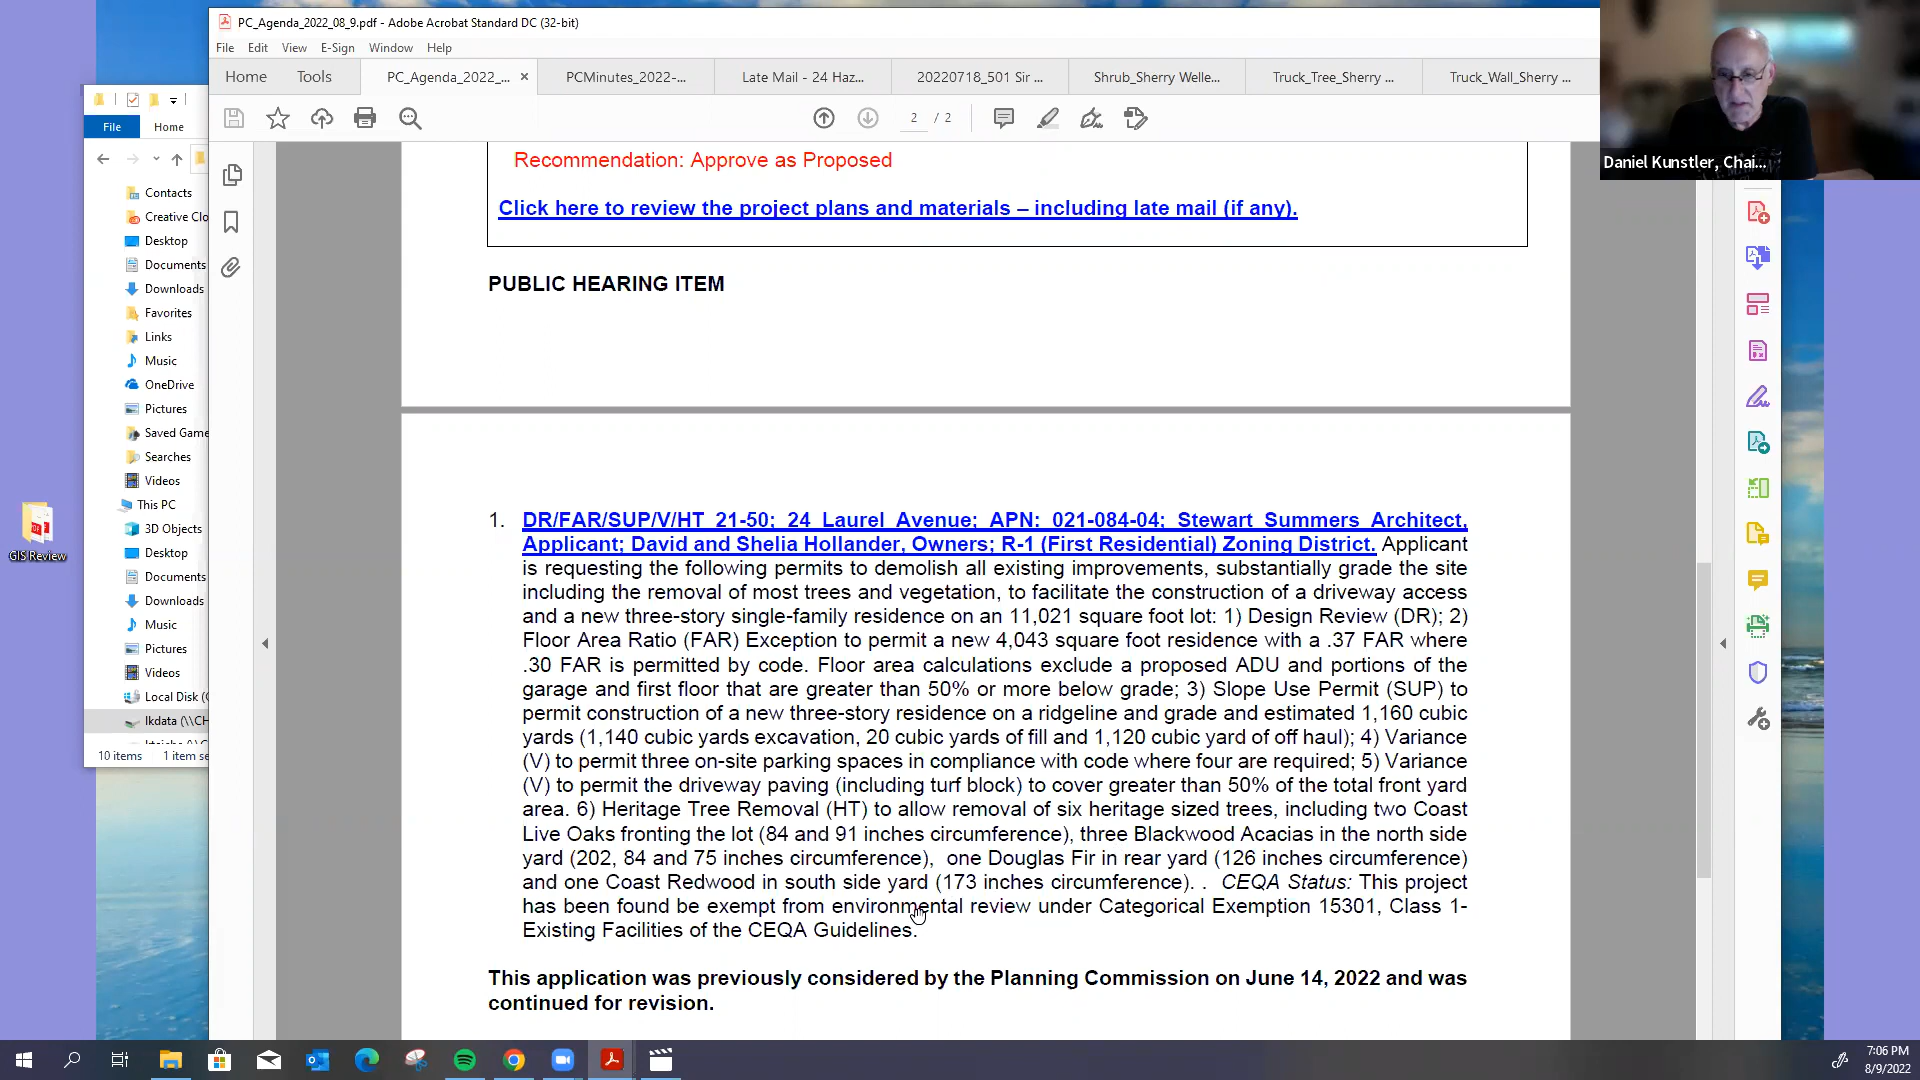 PC_Agenda_2022_08_9.pdf - Adobe Acrobat Standard DC (32-bit)
File Edit View E-Sign Window Help
Home Tools PC_Agenda_2022_... × PCMinutes_2022-... Late Mail - 24 Haz... 20220718_501 Sir ... Shrub_Sherry Welle... Truck_Tree_Sherry ... Truck_Wall_Sherry ...
2 / 2
Daniel Kunstler, Chai...
File Home
Contacts
Creative Clo
Desktop
Documents
Downloads
Favorites
Links
Music
OneDrive
Pictures
Saved Game
Searches
Videos
This PC
3D Objects
Desktop
Documents
Downloads
Music
Pictures
Videos
Local Disk (C
lkdata (\\CH
10 items 1 item se
GIS Review
Recommendation: Approve as Proposed
Click here to review the project plans and materials – including late mail (if any).
PUBLIC HEARING ITEM
1. DR/FAR/SUP/V/HT 21-50; 24 Laurel Avenue; APN: 021-084-04; Stewart Summers Architect,
Applicant; David and Shelia Hollander, Owners; R-1 (First Residential) Zoning District. Applicant
is requesting the following permits to demolish all existing improvements, substantially grade the site
including the removal of most trees and vegetation, to facilitate the construction of a driveway access
and a new three-story single-family residence on an 11,021 square foot lot: 1) Design Review (DR); 2)
Floor Area Ratio (FAR) Exception to permit a new 4,043 square foot residence with a .37 FAR where
.30 FAR is permitted by code. Floor area calculations exclude a proposed ADU and portions of the
garage and first floor that are greater than 50% or more below grade; 3) Slope Use Permit (SUP) to
permit construction of a new three-story residence on a ridgeline and grade and estimated 1,160 cubic
yards (1,140 cubic yards excavation, 20 cubic yards of fill and 1,120 cubic yard of off haul); 4) Variance
(V) to permit three on-site parking spaces in compliance with code where four are required; 5) Variance
(V) to permit the driveway paving (including turf block) to cover greater than 50% of the total front yard
area. 6) Heritage Tree Removal (HT) to allow removal of six heritage sized trees, including two Coast
Live Oaks fronting the lot (84 and 91 inches circumference), three Blackwood Acacias in the north side
yard (202, 84 and 75 inches circumference), one Douglas Fir in rear yard (126 inches circumference)
and one Coast Redwood in south side yard (173 inches circumference). . CEQA Status: This project
has been found be exempt from environmental review under Categorical Exemption 15301, Class 1-
Existing Facilities of the CEQA Guidelines.
This application was previously considered by the Planning Commission on June 14, 2022 and was
continued for revision.
7:06 PM
8/9/2022